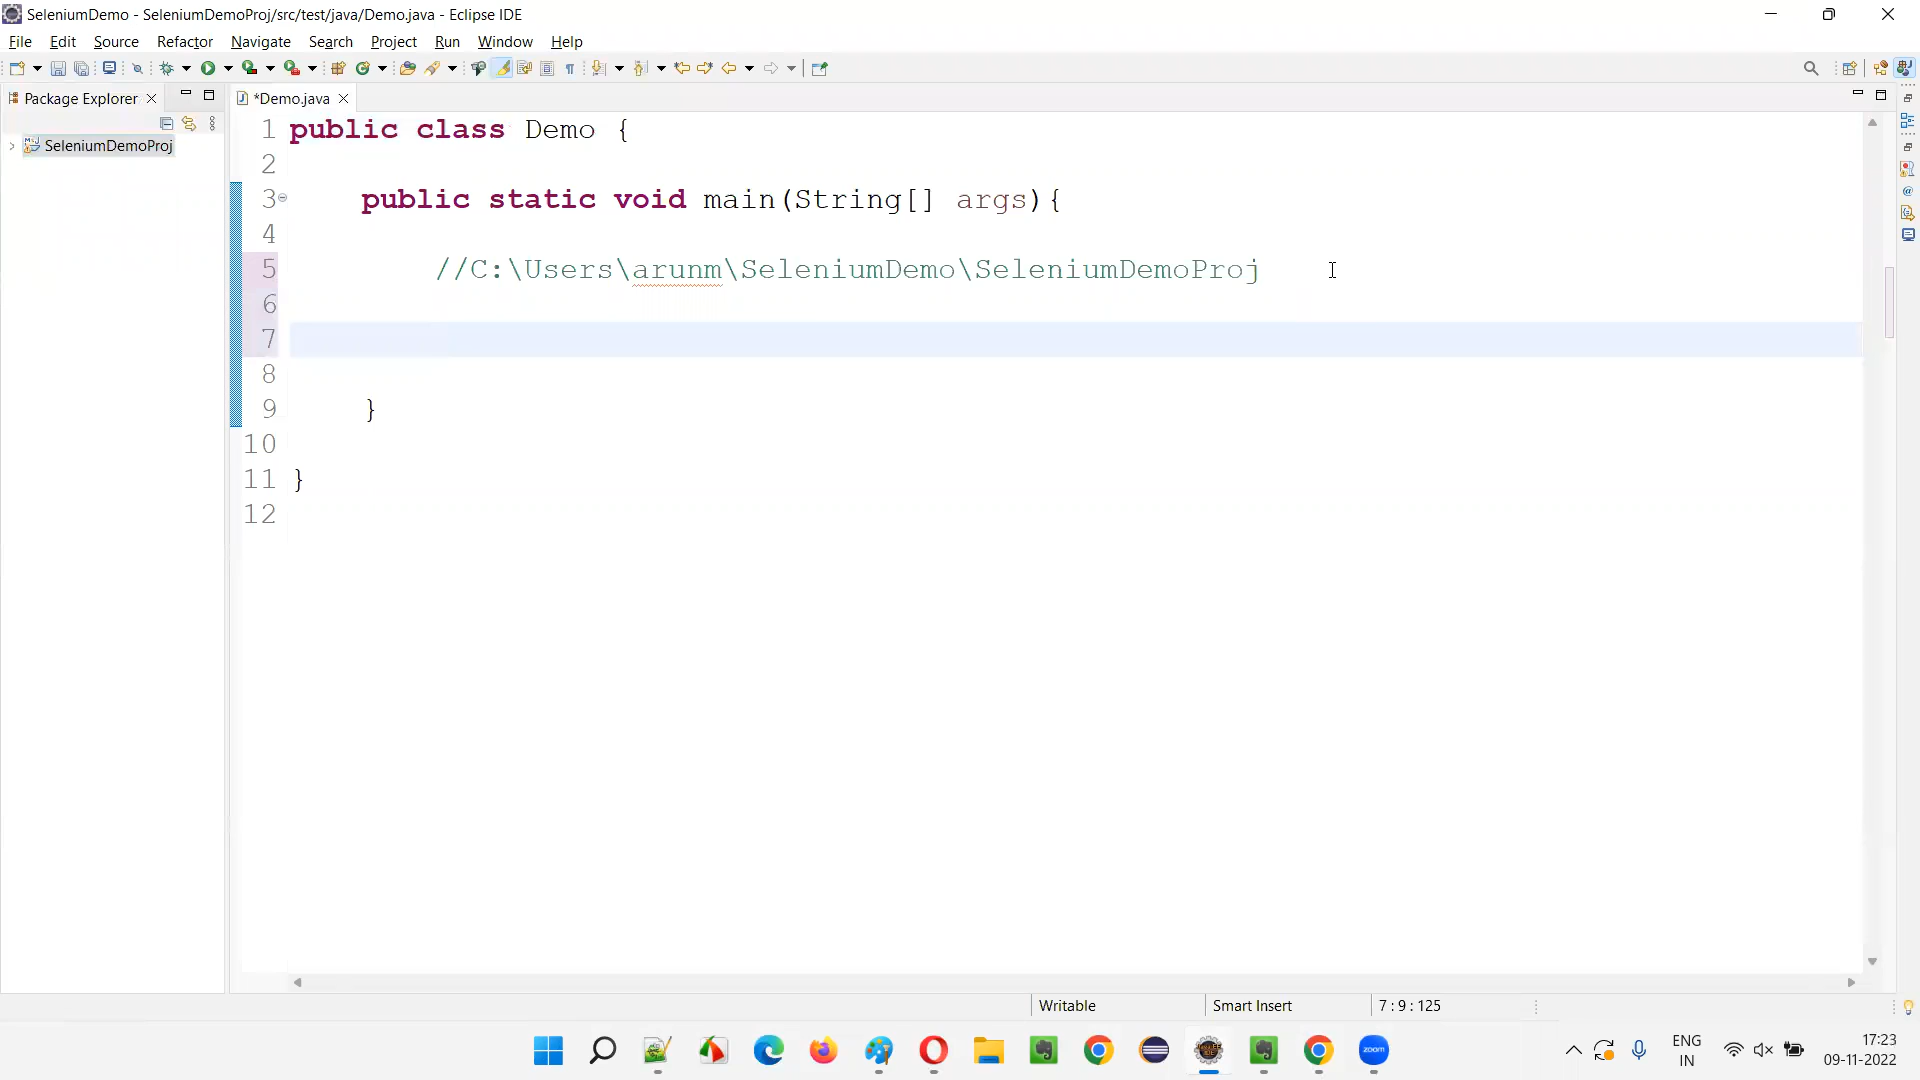 SeleniumDemo - SeleniumDemoProj/src/test/java/Demo.java - Eclipse IDE
File Edit Source Refactor Navigate Search Project Run Window Help
Package Explorer
*Demo.java
SeleniumDemoProj
1 public class Demo {
2
3 public static void main(String[] args){
4
5 //C:\Users\arunm\SeleniumDemo\SeleniumDemoProj
6
7
8
9 }
10
11 }
12
Writable Smart Insert 7 : 9 : 125
zoom
ENG
IN
17:23
09-11-2022